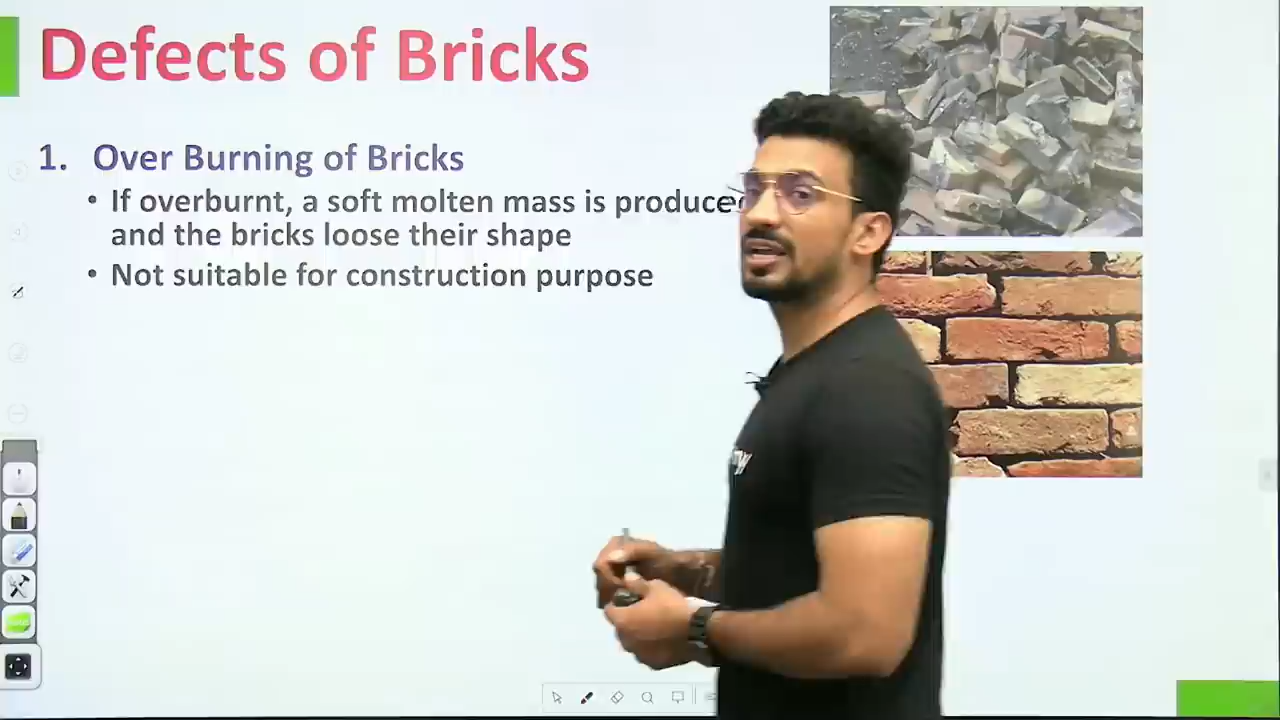 Defects of Bricks
1. Over Burning of Bricks
• If overburnt, a soft molten mass is produced
and the bricks loose their shape
• Not suitable for construction purpose